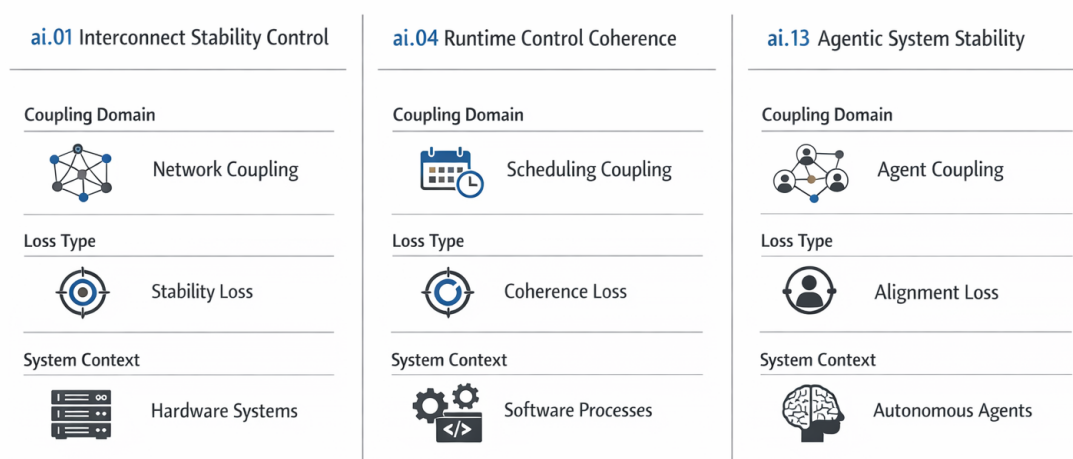 ai.01 Interconnect Stability Control
Coupling Domain
Network Coupling
Loss Type
Stability Loss
System Context
Hardware Systems
ai.04 Runtime Control Coherence
Coupling Domain
Scheduling Coupling
Loss Type
Coherence Loss
System Context
</>
Software Processes
ai.13 Agentic System Stability
Coupling Domain
Agent Coupling
Loss Type
Alignment Loss
System Context
Autonomous Agents